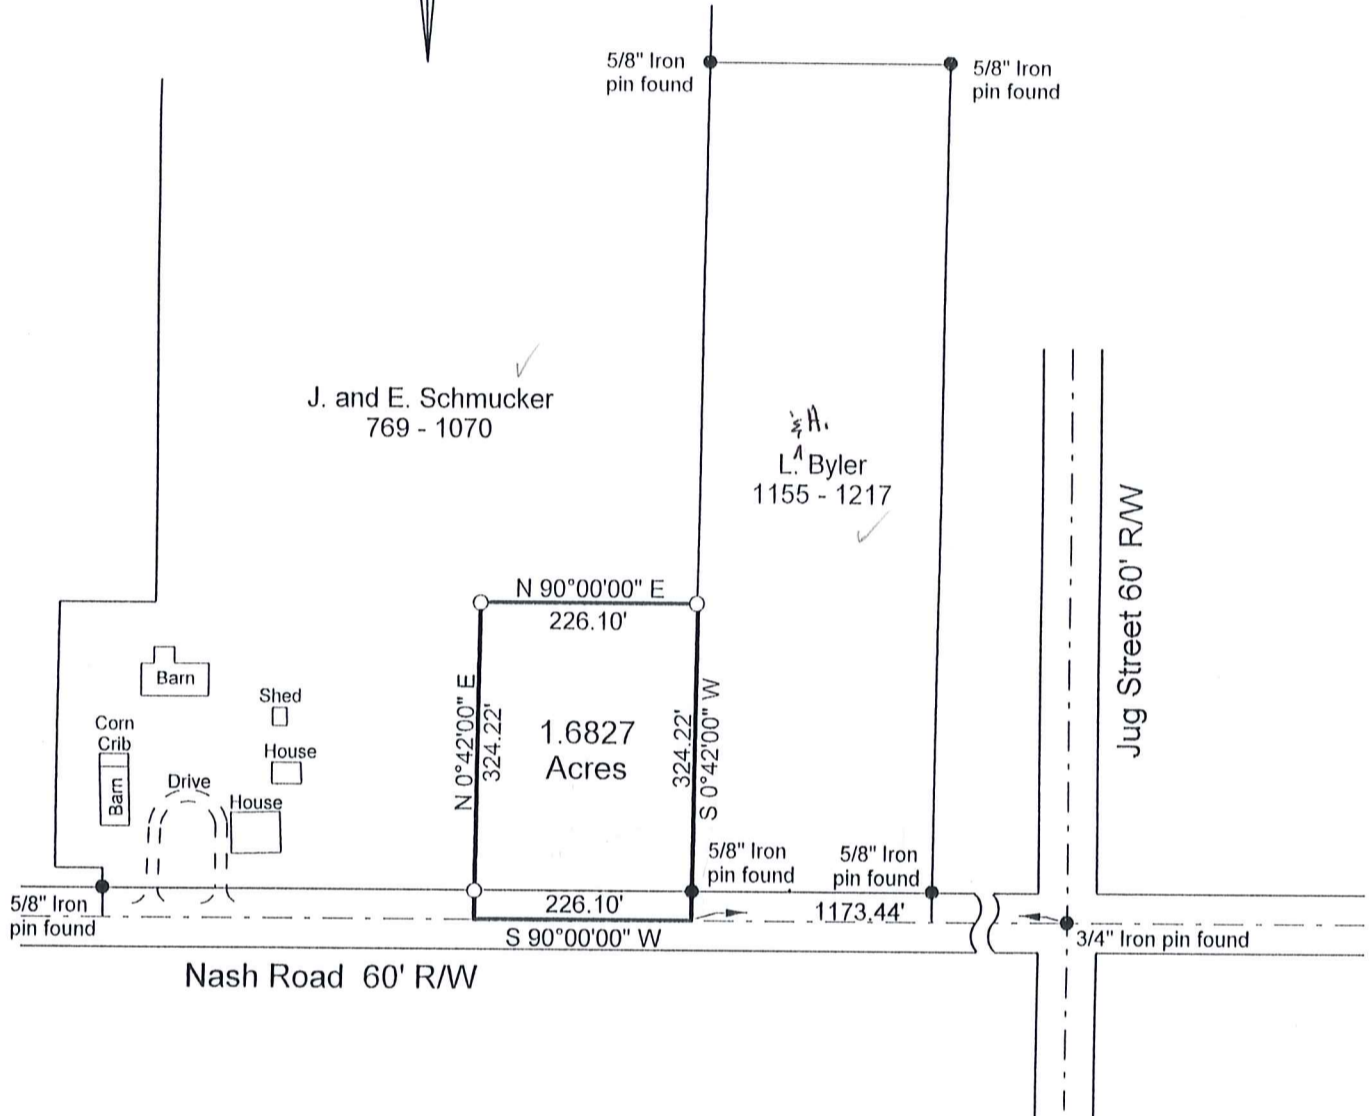 5/8" Iron
pin found
5/8" Iron
pin found
J. and E. Schmucker
769 - 1070
& H.
L. Byler
1155 - 1217
Jug Street 60' R/W
N 90°00'00" E
226.10'
N 0°42'00" E
324.22'
1.6827
Acres
324.22'
S 0°42'00" W
Barn
Shed
Corn
Crib
Barn
House
Drive
House
5/8" Iron
pin found
5/8" Iron
pin found
5/8" Iron
pin found
226.10'
1173.44'
S 90°00'00" W
3/4" Iron pin found
Nash Road 60' R/W